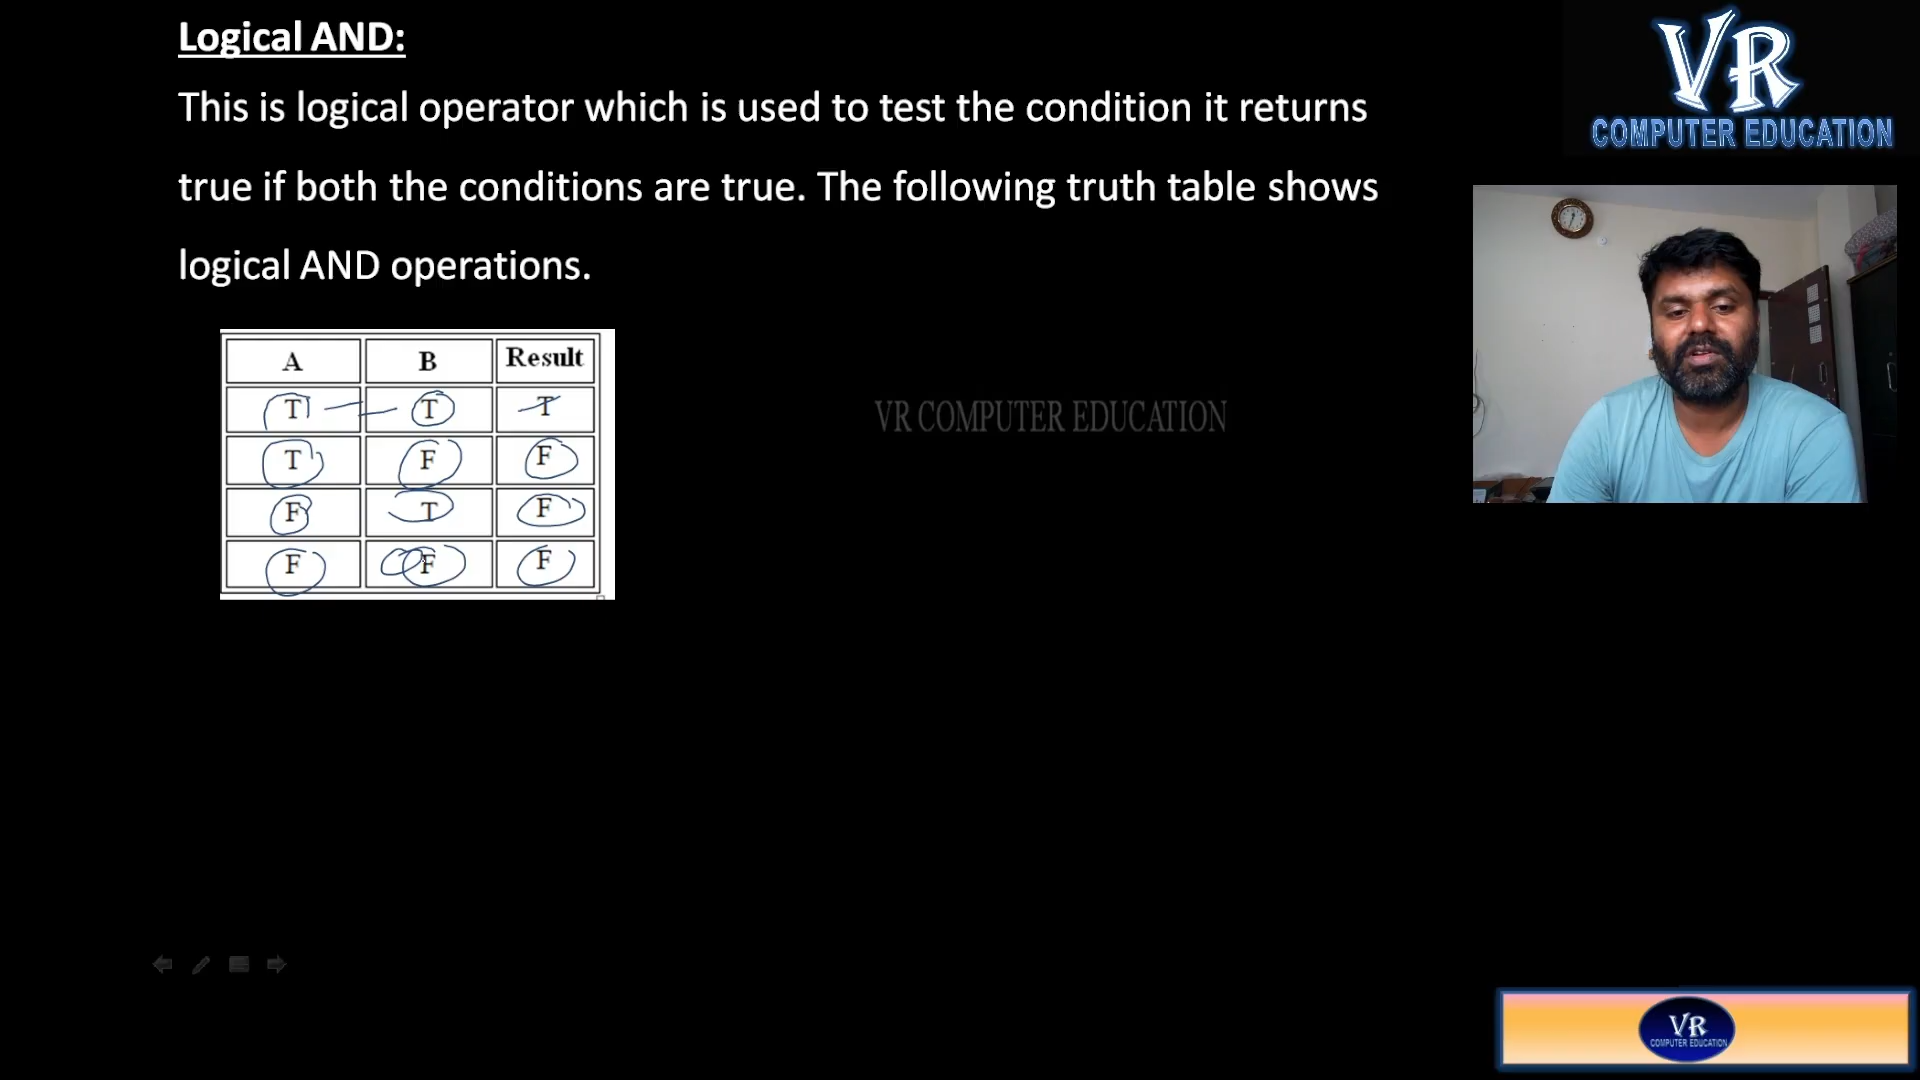 Logical AND:
This is logical operator which is used to test the condition it returns
true if both the conditions are true. The following truth table shows
logical AND operations.
A B Result
T T T
T F F
F T F
F F F
VR COMPUTER EDUCATION
VR
COMPUTER EDUCATION
VR
COMPUTER EDUCATION